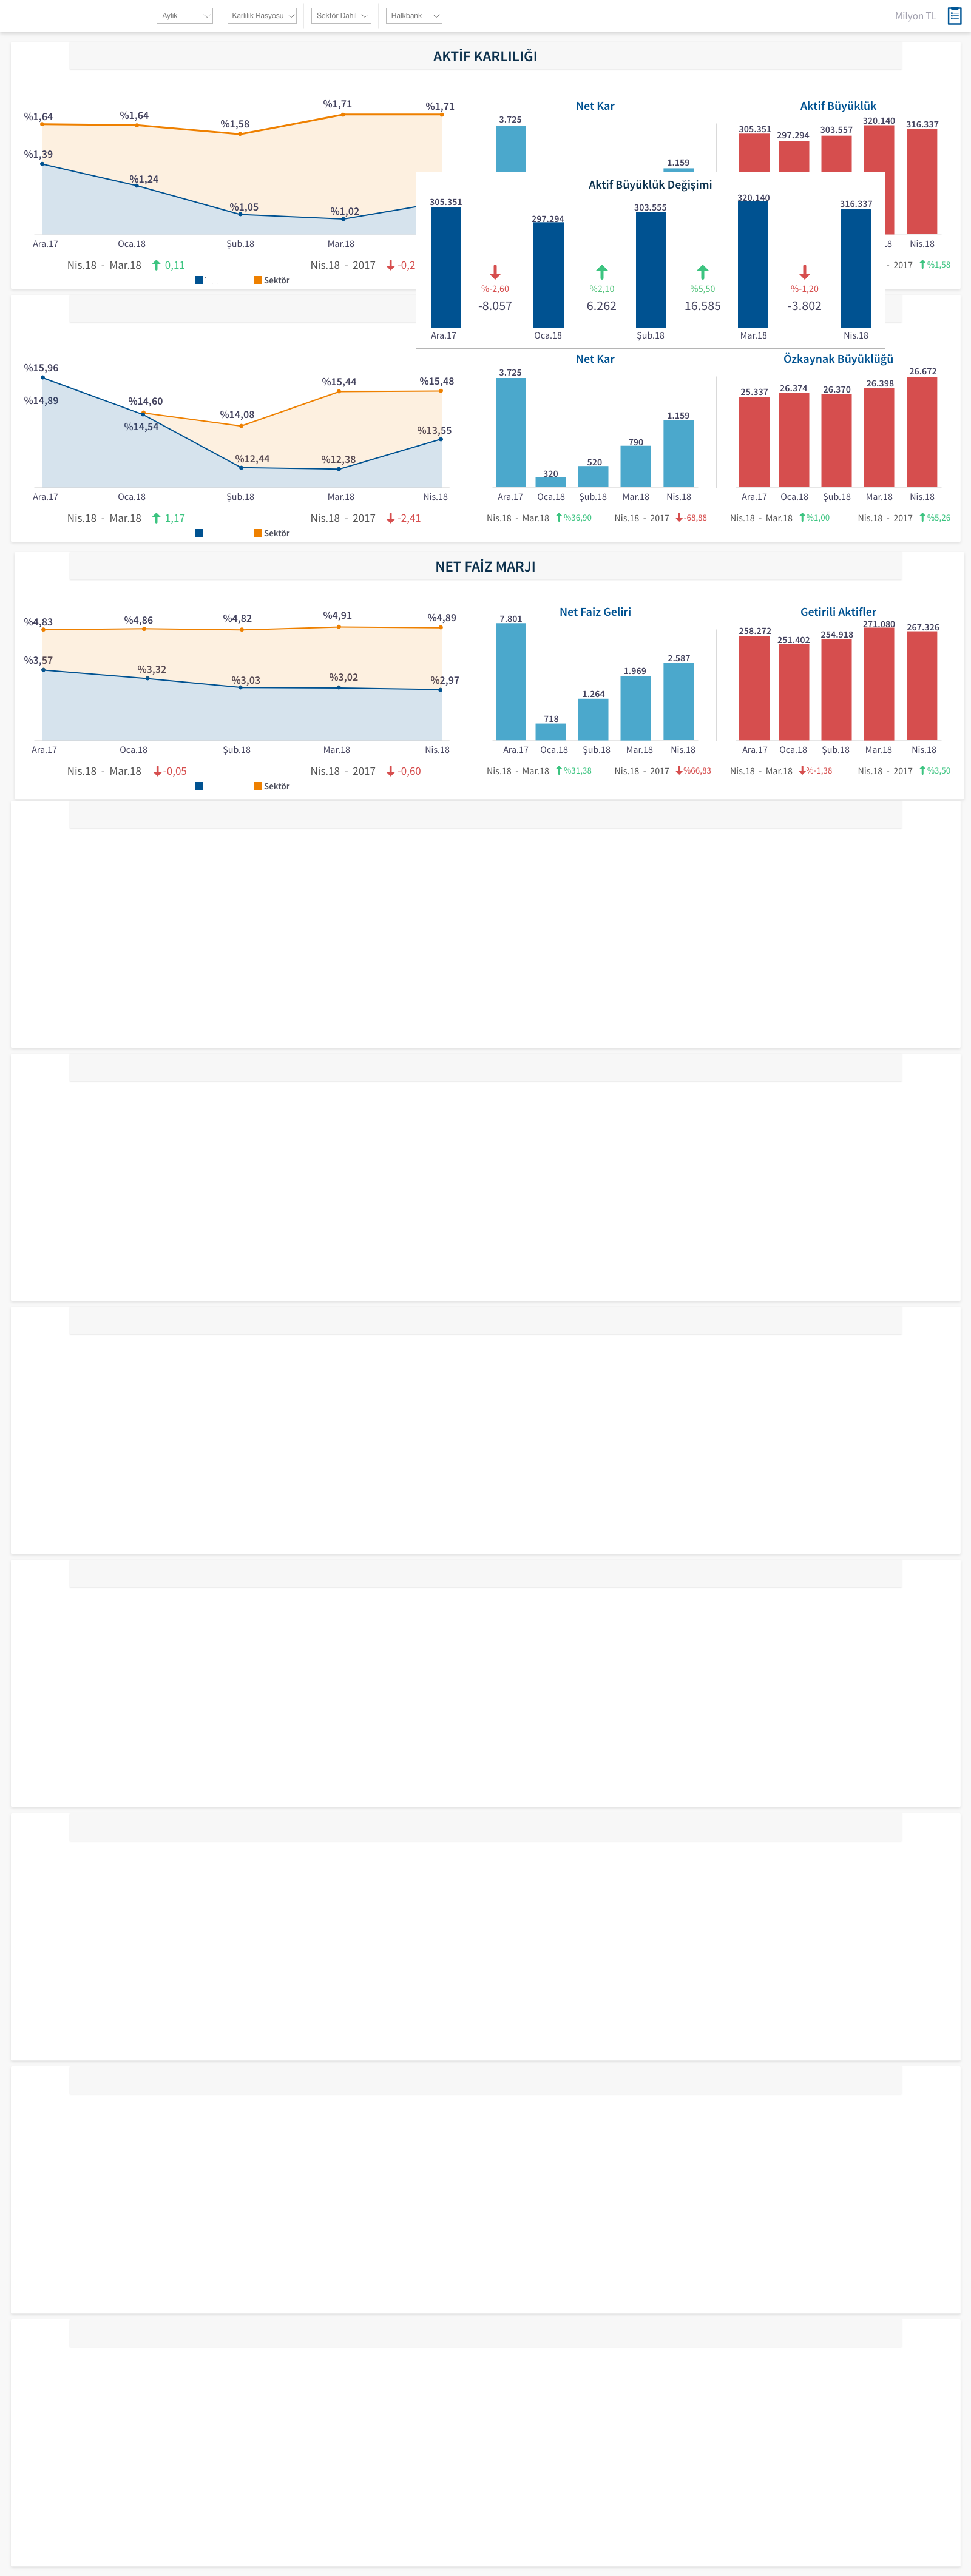 Aylık
Karlılık Rasyosu
Sektör Dahil
Halkbank
Milyon TL
AKTİF KARLILIĞI
%1,64
%1,64
%1,58
%1,71
%1,71
%1,39
%1,24
%1,05
%1,02
Ara.17
Oca.18
Şub.18
Mar.18
Nis.18 - Mar.18 0,11
Nis.18 - 2017 -0,2
Sektör
Net Kar
3.725
1.159
Aktif Büyüklük
305.351
297.294
303.557
320.140
316.337
Nis.18
- 2017 %1,58
Aktif Büyüklük Değişimi
305.351
297.294
303.555
320.140
316.337
%-2,60
%2,10
%5,50
%-1,20
-8.057
6.262
16.585
-3.802
Ara.17
Oca.18
Şub.18
Mar.18
Nis.18
%15,96
%14,89
%14,60
%14,54
%14,08
%15,44
%15,48
%12,44
%12,38
%13,55
Ara.17
Oca.18
Şub.18
Mar.18
Nis.18
Nis.18 - Mar.18 1,17
Nis.18 - 2017 -2,41
Sektör
Net Kar
3.725
320
520
790
1.159
Ara.17
Oca.18
Şub.18
Mar.18
Nis.18
Nis.18 - Mar.18 %36,90
Nis.18 - 2017 -68,88
Özkaynak Büyüklüğü
25.337
26.374
26.370
26.398
26.672
Ara.17
Oca.18
Şub.18
Mar.18
Nis.18
Nis.18 - Mar.18 %1,00
Nis.18 - 2017 %5,26
NET FAİZ MARJI
%4,83
%4,86
%4,82
%4,91
%4,89
%3,57
%3,32
%3,03
%3,02
%2,97
Ara.17
Oca.18
Şub.18
Mar.18
Nis.18
Nis.18 - Mar.18 -0,05
Nis.18 - 2017 -0,60
Sektör
Net Faiz Geliri
7.801
718
1.264
1.969
2.587
Ara.17
Oca.18
Şub.18
Mar.18
Nis.18
Nis.18 - Mar.18 %31,38
Nis.18 - 2017 %66,83
Getirili Aktifler
258.272
251.402
254.918
271.080
267.326
Ara.17
Oca.18
Şub.18
Mar.18
Nis.18
Nis.18 - Mar.18 %-1,38
Nis.18 - 2017 %3,50